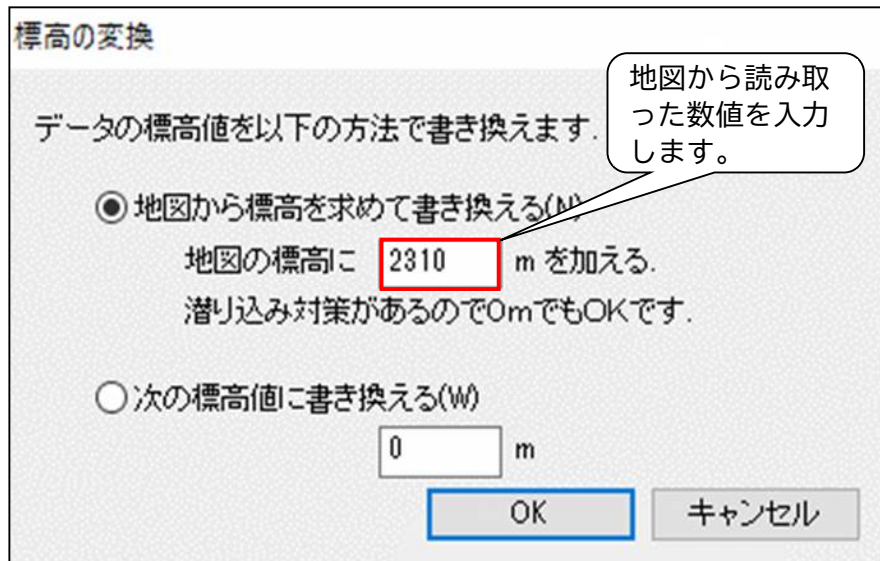 標高の変換
地図から読み取
った数値を入力
します。
データの標高値を以下の方法で書き換えます.
地図から標高を求めて書き換える(N)
地図の標高に 2310 m を加える.
潜り込み対策があるので0mでもOKです.
次の標高値に書き換える(W)
0 m
OK キャンセル